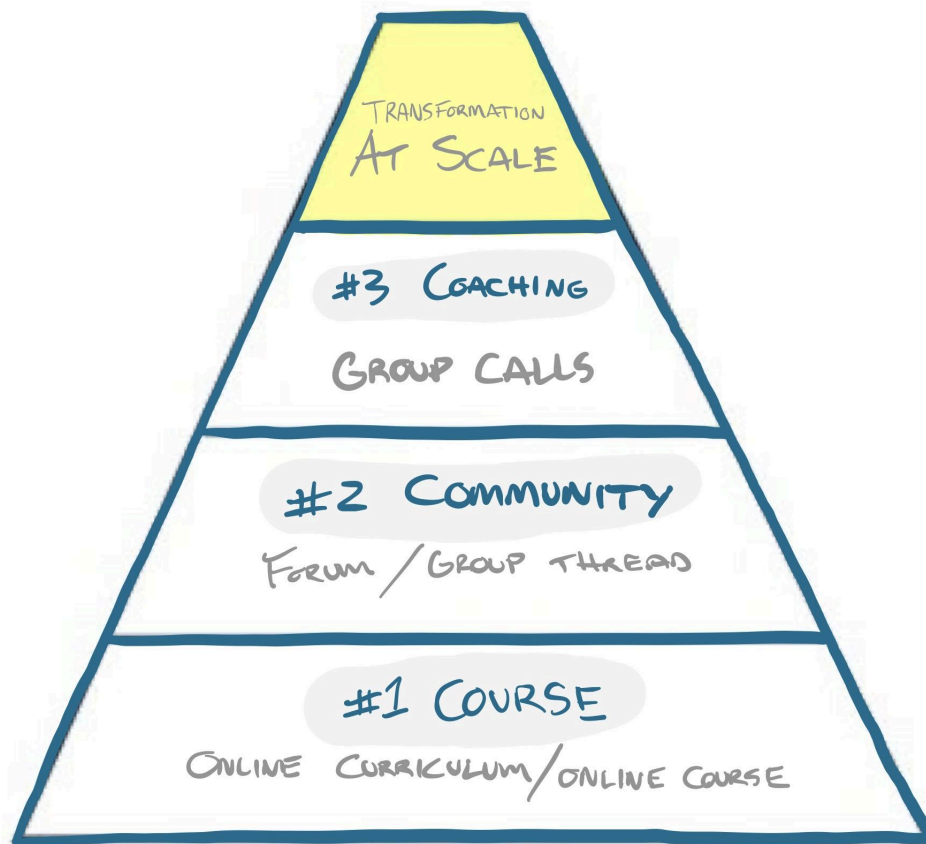 TRANSFORMATION
AT SCALE
#3 COACHING
GROUP CALLS
#2 COMMUNITY
FORUM / GROUP THREAD
#1 COURSE
ONLINE CURRICULUM / ONLINE COURSE